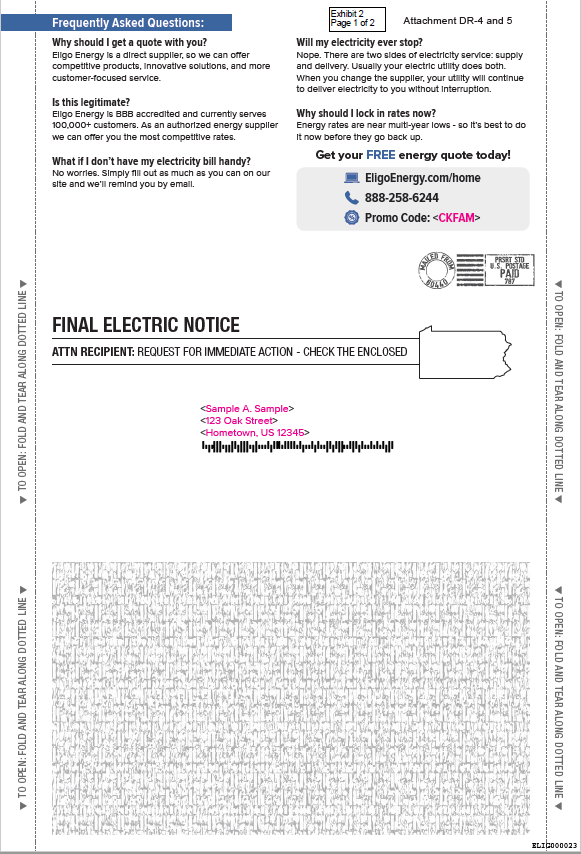 Frequently Asked Questions:
Exhibit 2
Page 1 of 2
Attachment DR-4 and 5
Why should I get a quote with you?
Eligo Energy is a direct supplier, so we can offer
competitive products, innovative solutions, and more
customer-focused service.
Is this legitimate?
Eligo Energy is BBB accredited and currently serves
100,000+ customers. As an authorized energy supplier
we can offer you the most competitive rates.
What if I don't have my electricity bill handy?
No worries. Simply fill out as much as you can on our
site and we'll remind you by email.
Will my electricity ever stop?
Nope. There are two sides of electricity service: supply
and delivery. Usually your electric utility does both.
When you change the supplier, your utility will continue
to deliver electricity to you without interruption.
Why should I lock in rates now?
Energy rates are near multi-year lows - so it's best to do
it now before they go back up.
Get your FREE energy quote today!
EligoEnergy.com/home
888-258-6244
Promo Code: <CKFAM>
MAILED FROM
60440
PRSRT STD
U.S. POSTAGE
PAID
787
FINAL ELECTRIC NOTICE
ATTN RECIPIENT: REQUEST FOR IMMEDIATE ACTION - CHECK THE ENCLOSED
<Sample A. Sample>
<123 Oak Street>
<Hometown, US 12345>
TO OPEN: FOLD AND TEAR ALONG DOTTED LINE
TO OPEN: FOLD AND TEAR ALONG DOTTED LINE
TO OPEN: FOLD AND TEAR ALONG DOTTED LINE
TO OPEN: FOLD AND TEAR ALONG DOTTED LINE
ELIG000023